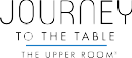 JOURNEY
TO THE TABLE
THE UPPER ROOM®